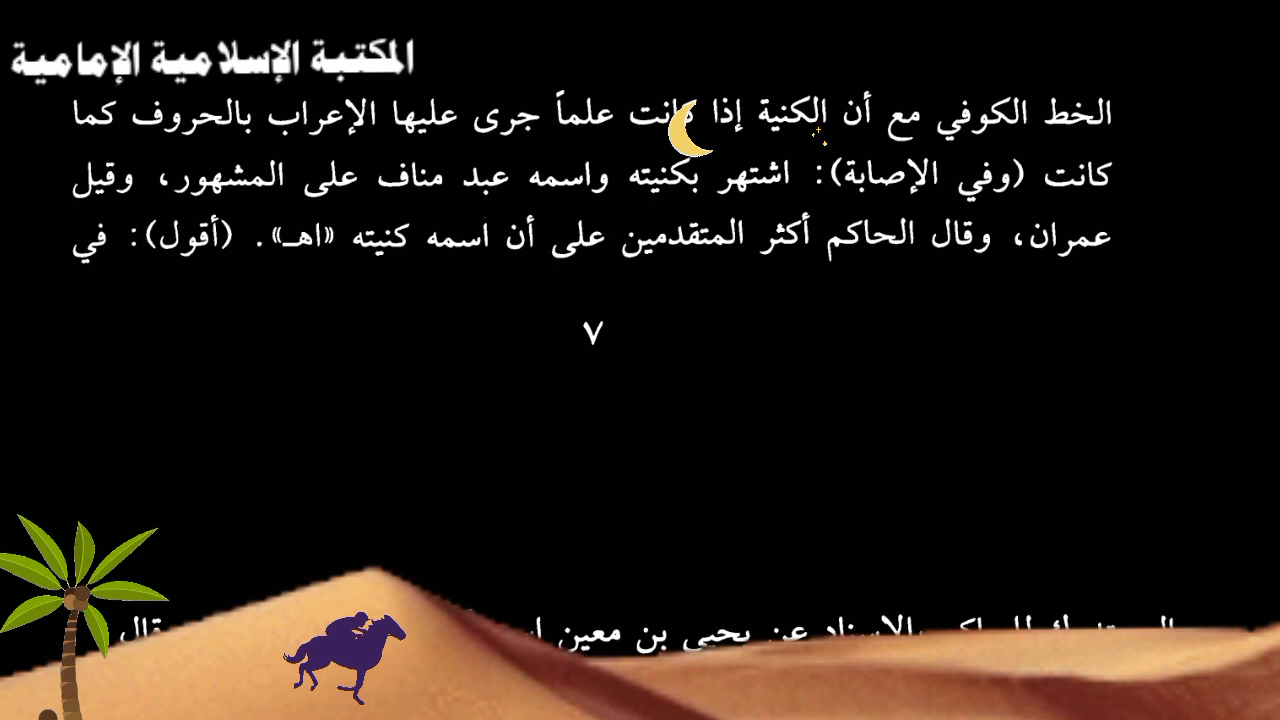 المكتبة الإسلامية الإمامية
الخط الكوفي مع أن الكنية إذا كانت علماً جرى عليها الإعراب بالحروف كما
كانت (وفي الإصابة): اشتهر بكنيته واسمه عبد مناف على المشهور، وقيل
عمران، وقال الحاكم أكثر المتقدمين على أن اسمه كنيته «اهـ». (أقول): في
٧
بالإسناد عن يحيى بن معين